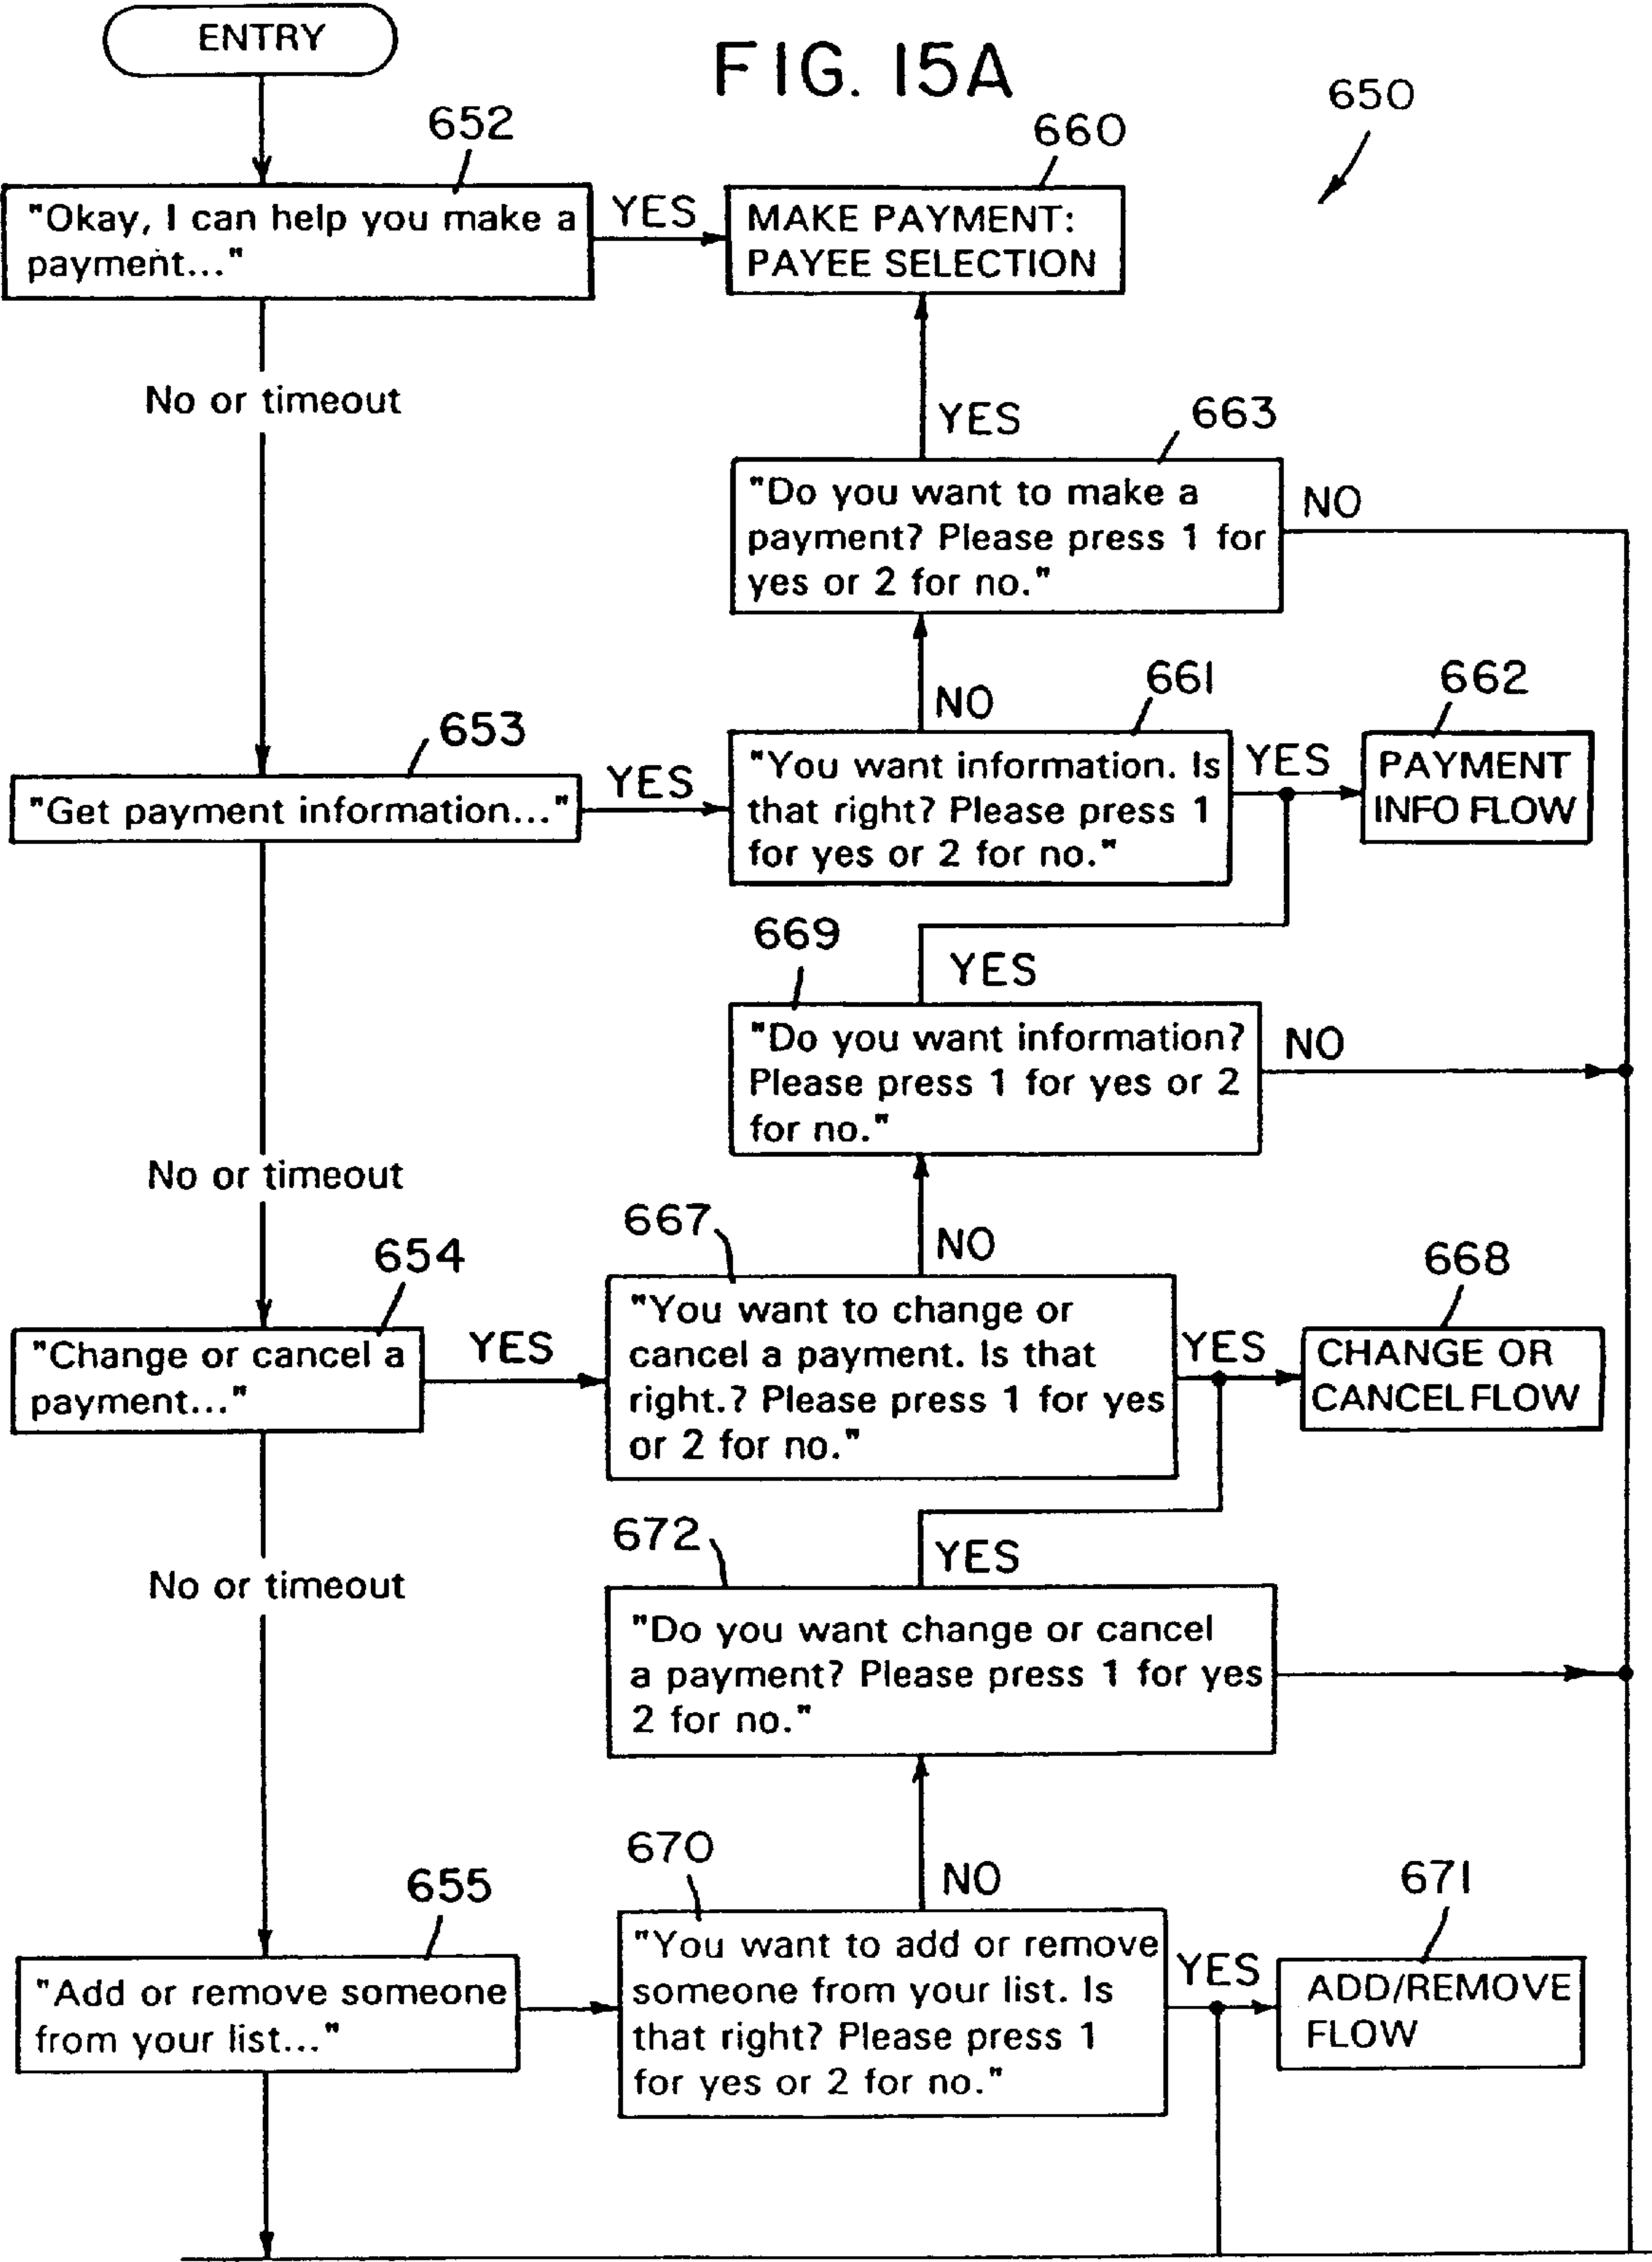 ENTRY
FIG. 15A
650
652
660
"Okay, I can help you make a
payment..."
YES
MAKE PAYMENT:
PAYEE SELECTION
No or timeout
YES
663
"Do you want to make a
payment? Please press 1 for
yes or 2 for no."
NO
NO
661
662
653
"Get payment information..."
YES
"You want information. Is
that right? Please press 1
for yes or 2 for no."
YES
PAYMENT
INFO FLOW
669
YES
"Do you want information?
Please press 1 for yes or 2
for no."
NO
No or timeout
667
NO
654
668
"Change or cancel a
payment..."
YES
"You want to change or
cancel a payment. Is that
right.? Please press 1 for yes
or 2 for no."
YES
CHANGE OR
CANCEL FLOW
672
YES
No or timeout
"Do you want change or cancel
a payment? Please press 1 for yes
2 for no."
670
NO
655
671
"Add or remove someone
from your list..."
"You want to add or remove
someone from your list. Is
that right? Please press 1
for yes or 2 for no."
YES
ADD/REMOVE
FLOW